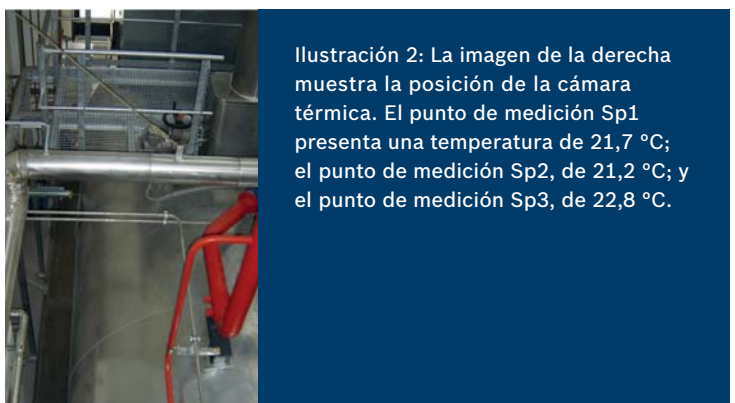 Ilustración 2: La imagen de la derecha
muestra la posición de la cámara
térmica. El punto de medición Sp1
presenta una temperatura de 21,7 °C;
el punto de medición Sp2, de 21,2 °C; y
el punto de medición Sp3, de 22,8 °C.